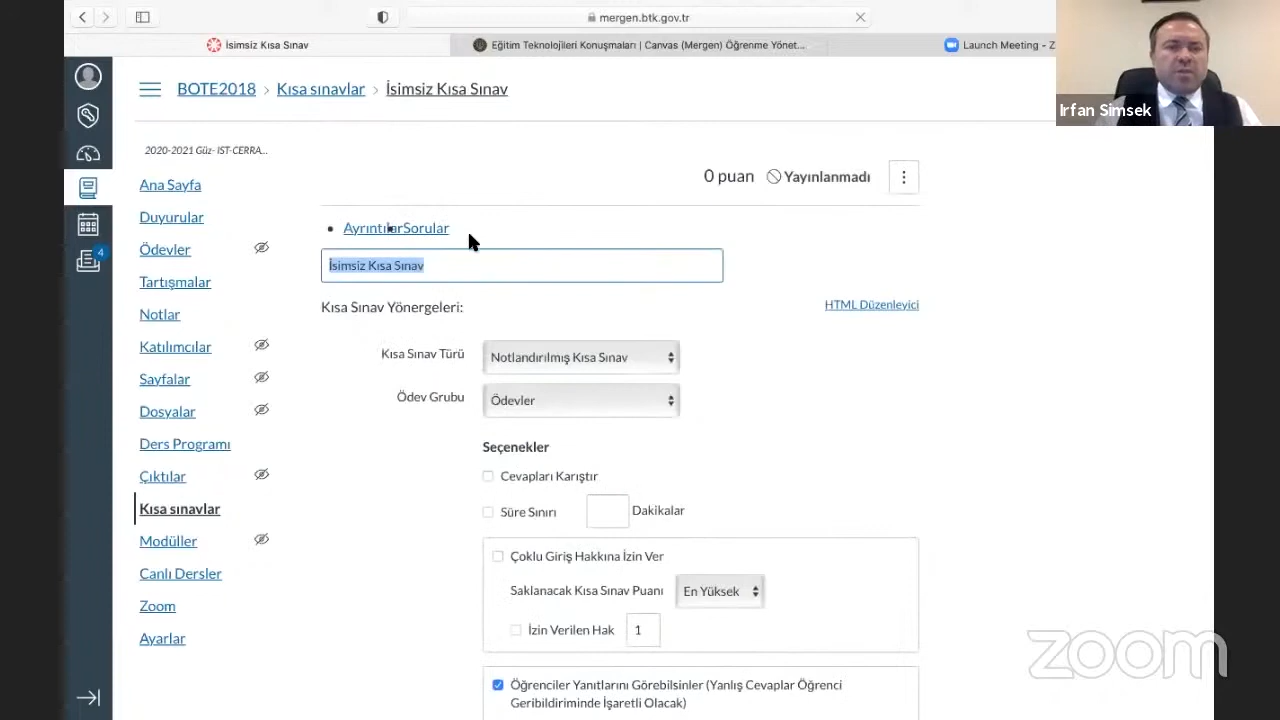 mergen.btk.gov.tr
İsimsiz Kısa Sınav
Eğitim Teknolojileri Konuşmaları | Canvas (Mergen) Öğrenme Yönet...
Launch Meeting - Z
Irfan Simsek
BOTE2018 › Kısa sınavlar › İsimsiz Kısa Sınav
4
2020-2021 Güz- IST-CERRA...
Ana Sayfa
Duyurular
Ödevler
Tartışmalar
Notlar
Katılımcılar
Sayfalar
Dosyalar
Ders Programı
Çıktılar
Kısa sınavlar
Modüller
Canlı Dersler
Zoom
Ayarlar
0 puan Yayınlanmadı
AyrıntılarSorular
İsimsiz Kısa Sınav
Kısa Sınav Yönergeleri:
HTML Düzenleyici
Kısa Sınav Türü Notlandırılmış Kısa Sınav
Ödev Grubu Ödevler
Seçenekler
Cevapları Karıştır
Süre Sınırı Dakikalar
Çoklu Giriş Hakkına İzin Ver
Saklanacak Kısa Sınav Puanı En Yüksek
İzin Verilen Hak 1
Öğrenciler Yanıtlarını Görebilsinler (Yanlış Cevaplar Öğrenci
Geribildiriminde İşaretli Olacak)
zoom